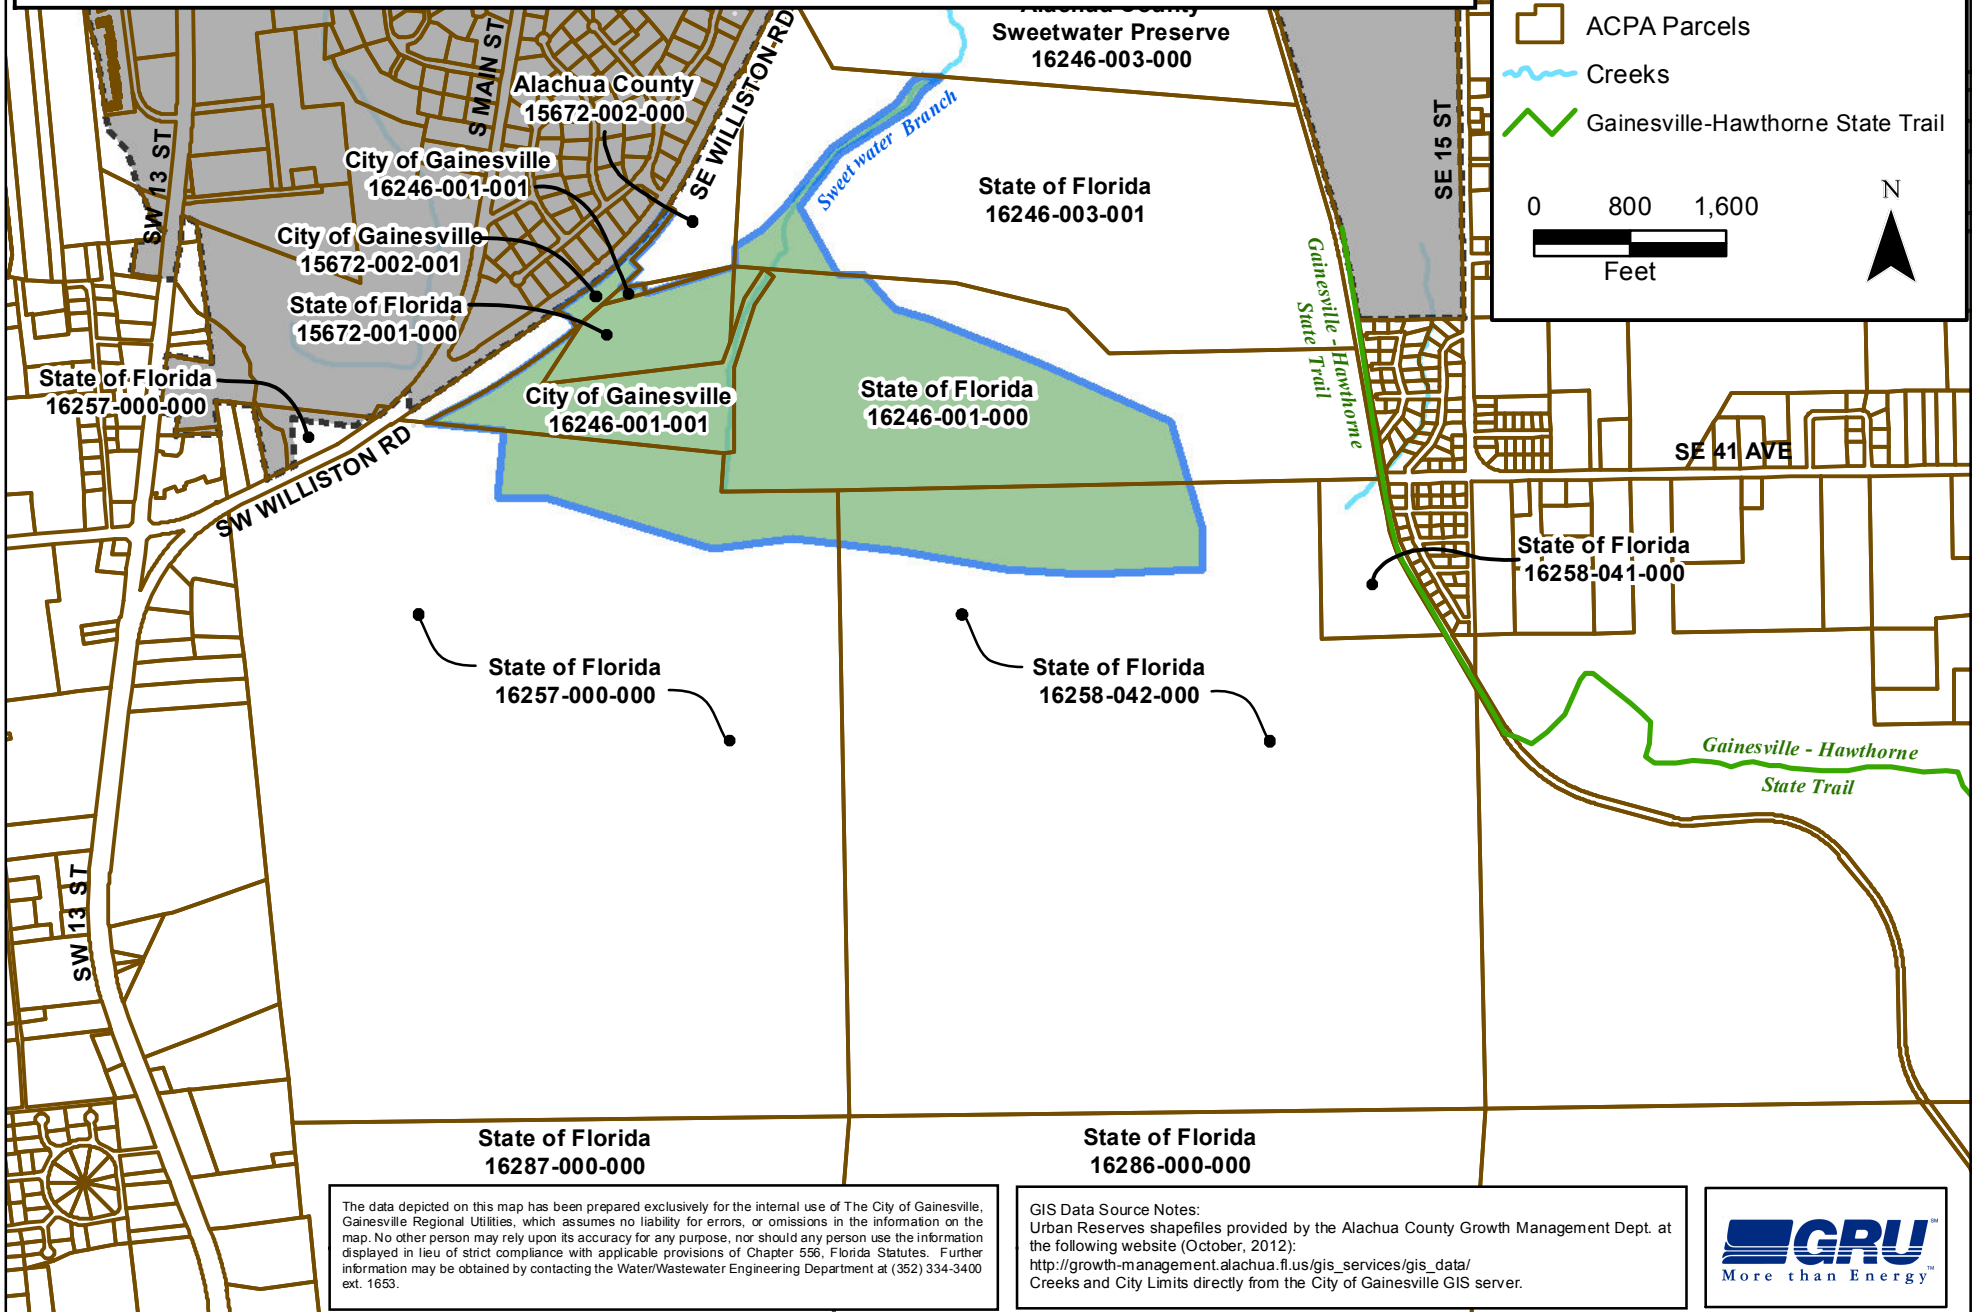 Alachua County
Sweetwater Preserve
16246-003-000
ACPA Parcels
Creeks
Gainesville-Hawthorne State Trail
0 800 1,600
Feet
N
S MAIN ST
SE WILLISTON RD
SW 13 ST
SE 15 ST
Alachua County
15672-002-000
City of Gainesville
16246-001-001
City of Gainesville
15672-002-001
State of Florida
15672-001-000
State of Florida
16257-000-000
Sweetwater Branch
State of Florida
16246-003-001
Gainesville - Hawthorne
State Trail
City of Gainesville
16246-001-001
State of Florida
16246-001-000
SE 41 AVE
SW WILLISTON RD
State of Florida
16258-041-000
State of Florida
16257-000-000
State of Florida
16258-042-000
Gainesville - Hawthorne
State Trail
SW 13 ST
State of Florida
16287-000-000
State of Florida
16286-000-000
The data depicted on this map has been prepared exclusively for the internal use of The City of Gainesville,
Gainesville Regional Utilities, which assumes no liability for errors, or omissions in the information on the
map. No other person may rely upon its accuracy for any purpose, nor should any person use the information
displayed in lieu of strict compliance with applicable provisions of Chapter 556, Florida Statutes. Further
information may be obtained by contacting the Water/Wastewater Engineering Department at (352) 334-3400
ext. 1653.
GIS Data Source Notes:
Urban Reserves shapefiles provided by the Alachua County Growth Management Dept. at
the following website (October, 2012):
http://growth-management.alachua.fl.us/gis_services/gis_data/
Creeks and City Limits directly from the City of Gainesville GIS server.
GRU℠
More than Energy™